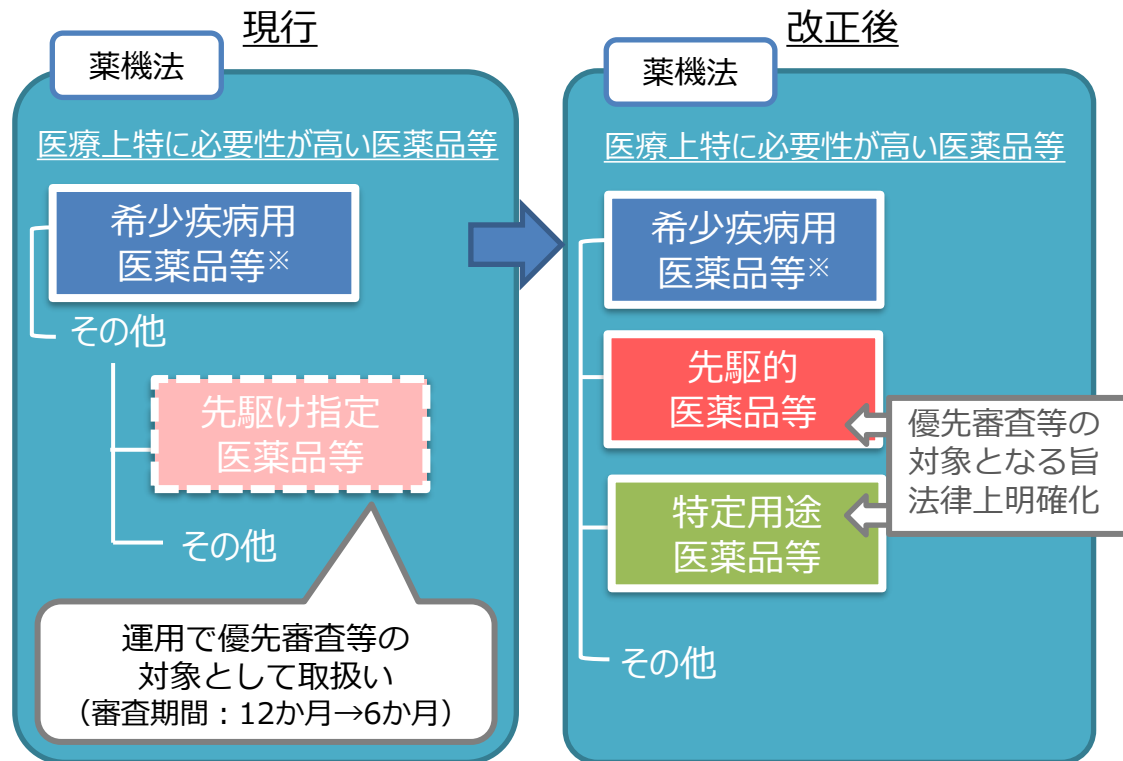 現行
薬機法
医療上特に必要性が高い医薬品等
希少疾病用
医薬品等※
その他
先駆け指定
医薬品等
その他
運用で優先審査等の
対象として取扱い
（審査期間：12か月→6か月）
改正後
薬機法
医療上特に必要性が高い医薬品等
希少疾病用
医薬品等※
先駆的
医薬品等
優先審査等の
対象となる旨
法律上明確化
特定用途
医薬品等
その他